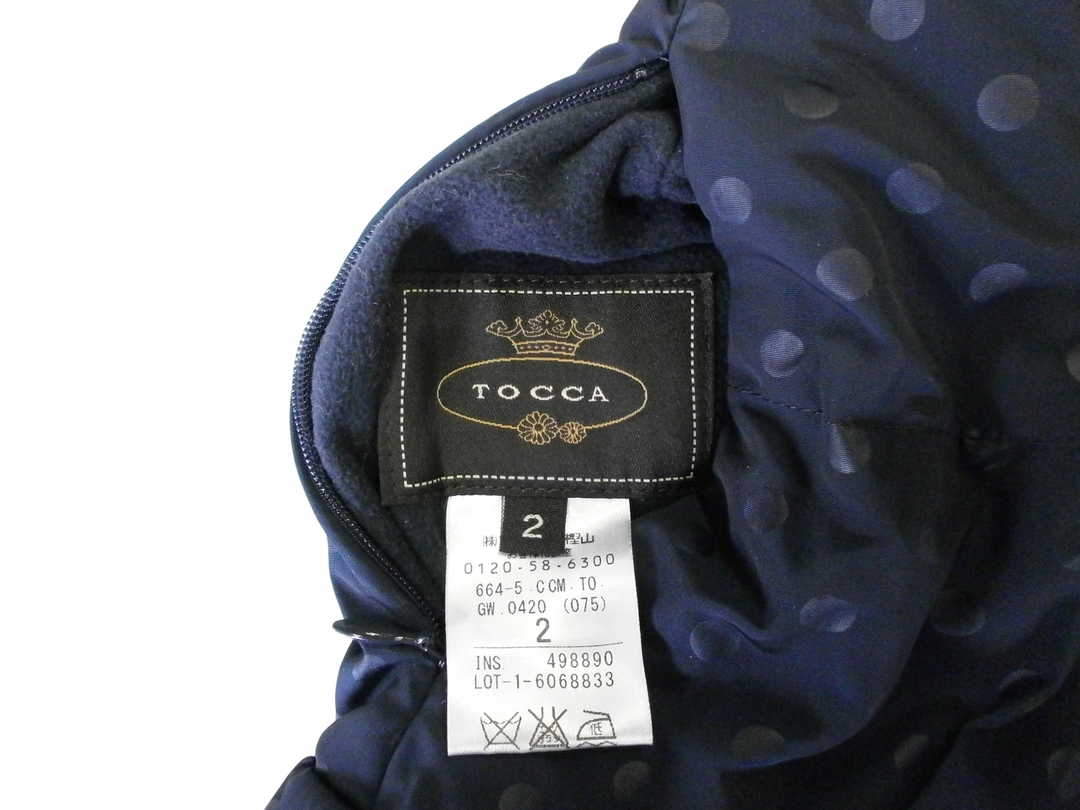 TOCCA
2
(株) 樫山
0120-58-6300
664-5.CCM.TO.
GW.0420 (075)
2
INS 498890
LOT-1-6068833
低